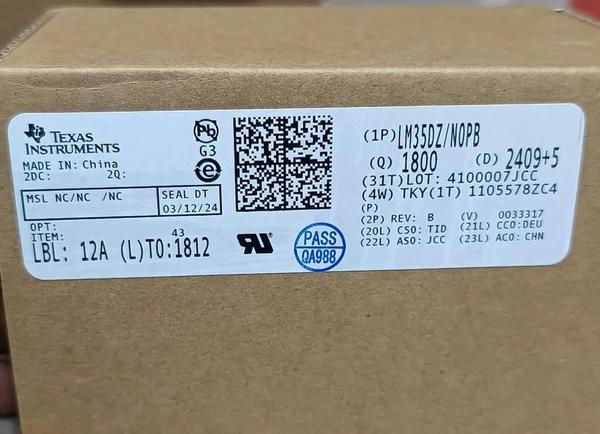 TEXAS
INSTRUMENTS
MADE IN: China
2DC: 2Q:
MSL NC/NC /NC
SEAL DT
03/12/24
OPT:
ITEM: 43
LBL: 12A (L)TO:1812
Pb
G3
e
PASS
QA988
(1P)LM35DZ/NOPB
(Q) 1800 (D) 2409+5
(31T)LOT: 4100007JCC
(4W) TKY(1T) 1105578ZC4
(P)
(2P) REV: B (V) 0033317
(20L) CSO: TID (21L) CCO:DEU
(22L) ASO: JCC (23L) ACO: CHN